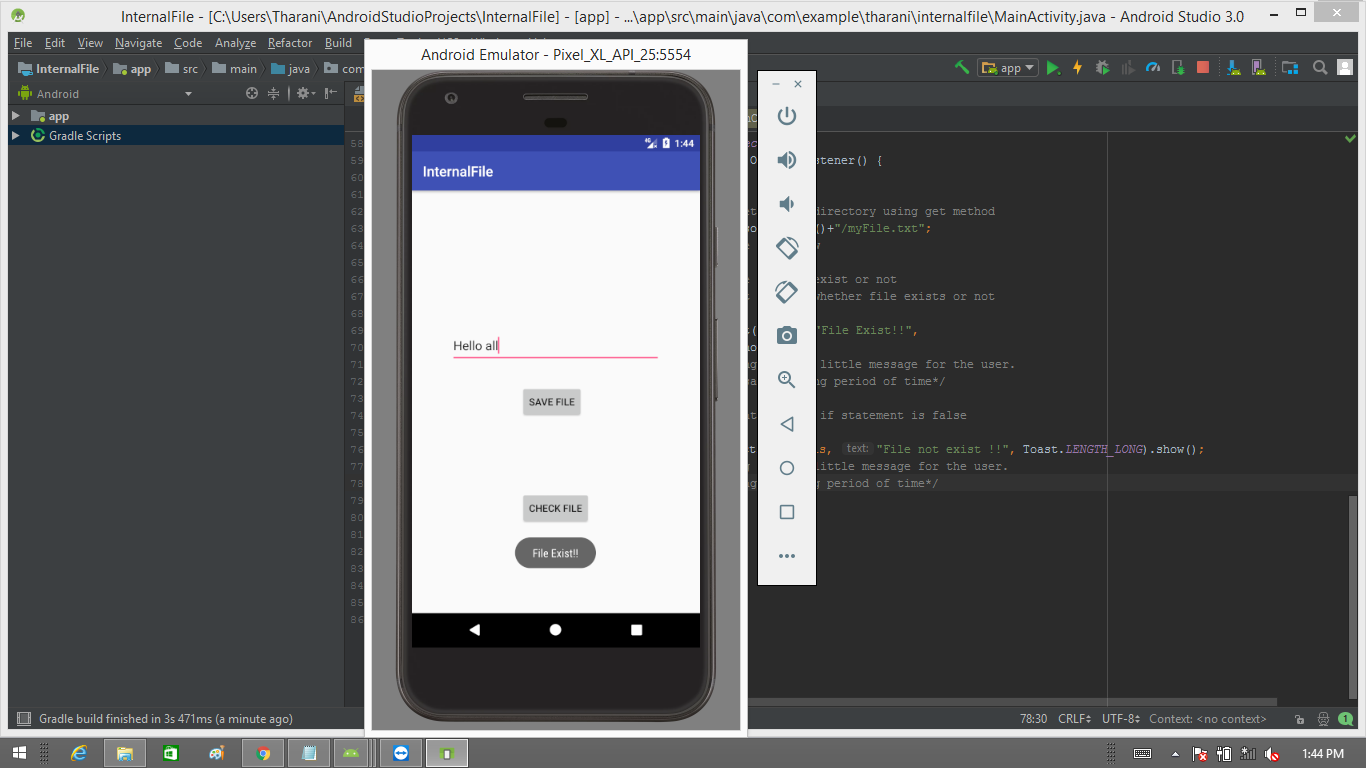 InternalFile - [C:\Users\Tharani\AndroidStudioProjects\InternalFile] - [app] - ...\app\src\main\java\com\example\tharani\internalfile\MainActivity.java - Android Studio 3.0
File Edit View Navigate Code Analyze Refactor Build
InternalFile app src main java com
app
Android
app
Gradle Scripts
Android Emulator - Pixel_XL_API_25:5554
1:44
InternalFile
Hello all
SAVE FILE
CHECK FILE
File Exist!!
58
59 stener() {
60
61
62 directory using get method
63 ()+"/myFile.txt";
64
65
66 exist or not
67 whether file exists or not
68
69 "File Exist!!",
70
71 little message for the user.
72 period of time*/
73
74 if statement is false
75
76 text: "File not exist !!", Toast.LENGTH_LONG).show();
77 little message for the user.
78 period of time*/
79
80
81
82
83
84
85
86
Gradle build finished in 3s 471ms (a minute ago)
78:30 CRLF UTF-8 Context: <no context>
1
1:44 PM